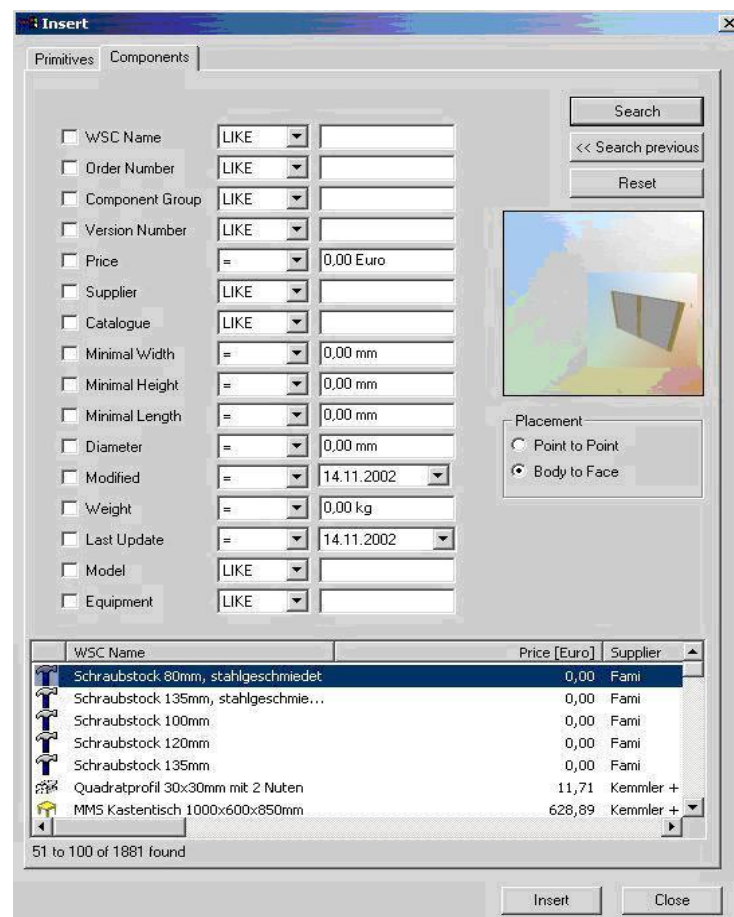 Insert
Primitives Components
Search
WSC Name LIKE
<< Search previous
Order Number LIKE
Reset
Component Group LIKE
Version Number LIKE
Price = 0,00 Euro
Supplier LIKE
Catalogue LIKE
Minimal Width = 0,00 mm
Minimal Height = 0,00 mm
Minimal Length = 0,00 mm
Placement
Diameter = 0,00 mm
Point to Point
Modified = 14.11.2002
Body to Face
Weight = 0,00 kg
Last Update = 14.11.2002
Model LIKE
Equipment LIKE
WSC Name Price [Euro] Supplier
Schraubstock 80mm, stahlgeschmiedet 0,00 Fami
Schraubstock 135mm, stahlgeschmie... 0,00 Fami
Schraubstock 100mm 0,00 Fami
Schraubstock 120mm 0,00 Fami
Schraubstock 135mm 0,00 Fami
Quadratprofil 30x30mm mit 2 Nuten 11,71 Kemmler +
MMS Kastentisch 1000x600x850mm 628,89 Kemmler +
51 to 100 of 1881 found
Insert Close